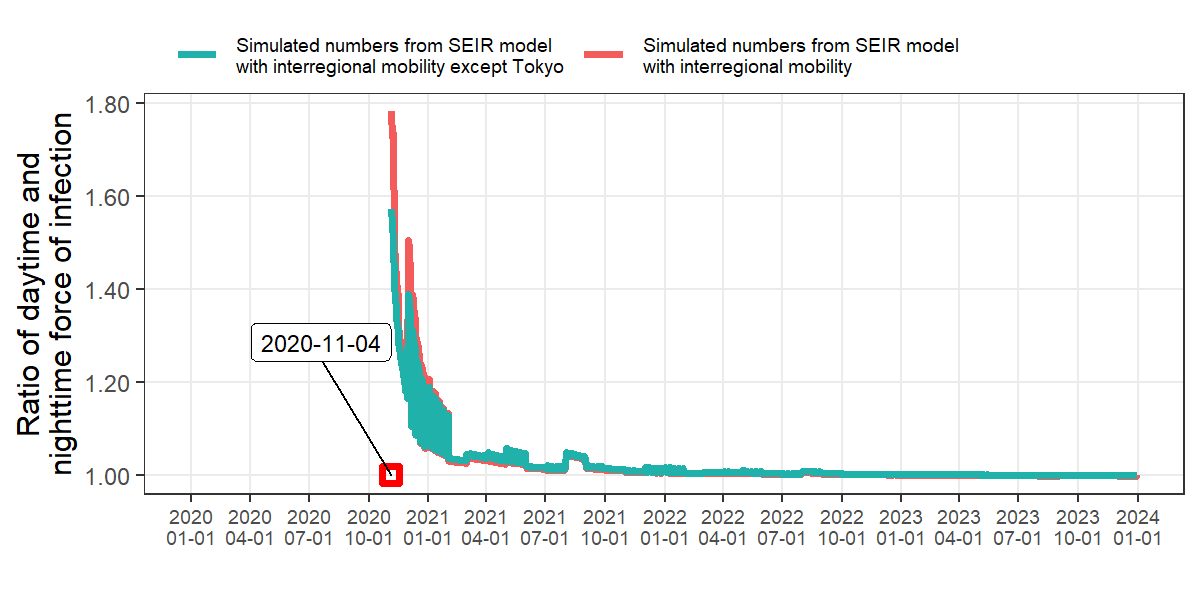 Simulated numbers from SEIR model
with interregional mobility except Tokyo
Simulated numbers from SEIR model
with interregional mobility
Ratio of daytime and
nighttime force of infection
1.80
1.60
1.40
1.20
1.00
2020-11-04
2020 2020 2020 2020 2021 2021 2021 2021 2022 2022 2022 2022 2023 2023 2023 2023 2024
01-01 04-01 07-01 10-01 01-01 04-01 07-01 10-01 01-01 04-01 07-01 10-01 01-01 04-01 07-01 10-01 01-01